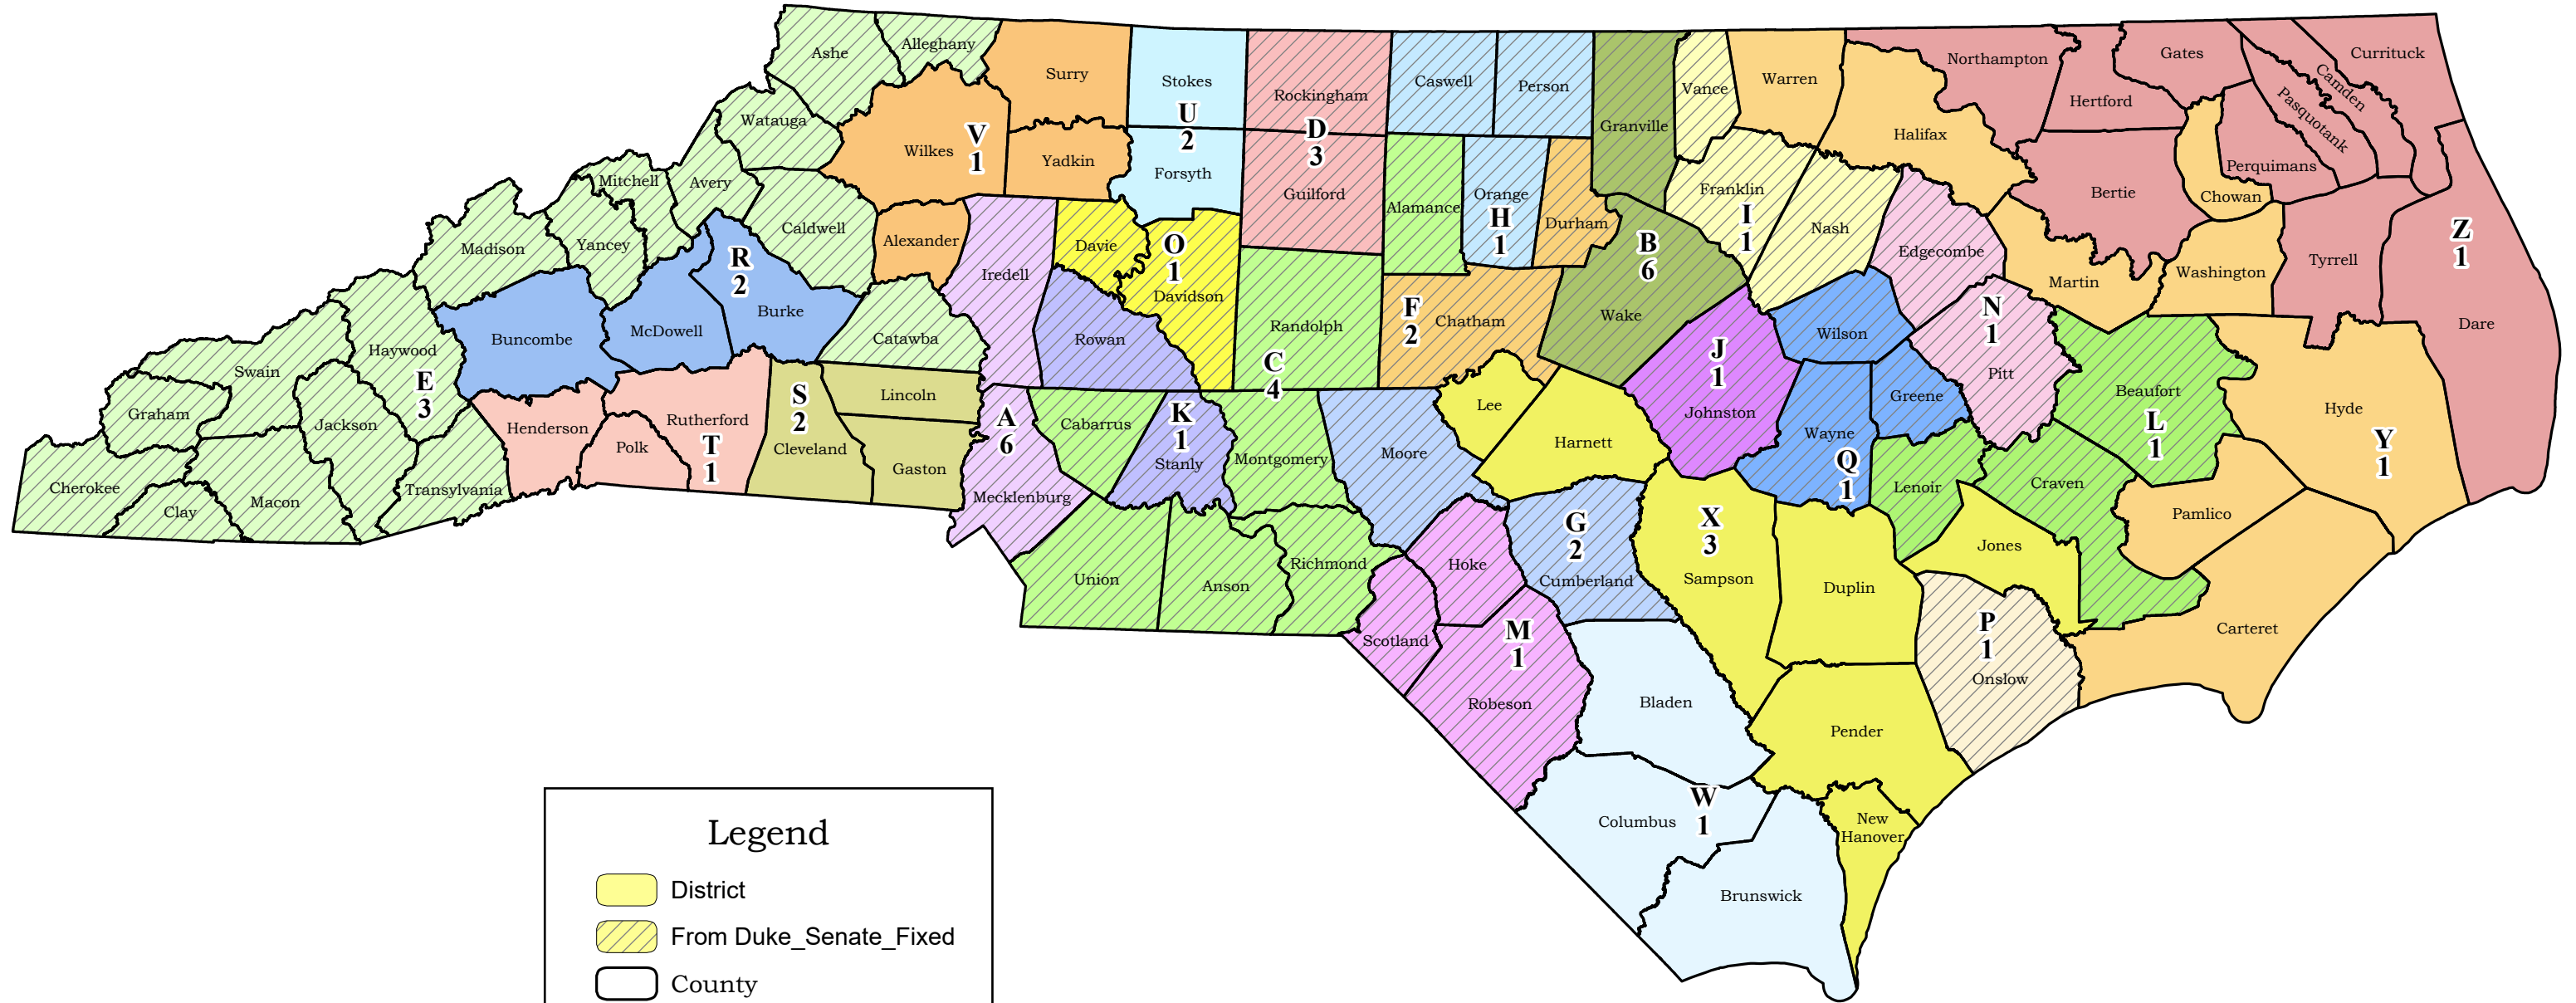 Ashe
Alleghany
Surry
Stokes
Rockingham
Caswell
Person
Granville
Vance
Warren
Northampton
Gates
Currituck
Camden
Pasquotank
Hertford
Halifax
Watauga
Wilkes
V
1
Yadkin
U
2
Forsyth
D
3
Guilford
Alamance
Orange
H
1
Durham
Franklin
I
1
Nash
Edgecombe
Bertie
Perquimans
Chowan
Mitchell
Avery
Caldwell
Alexander
Iredell
Davie
O
1
Davidson
B
6
Wake
Martin
Washington
Tyrrell
Z
1
Dare
Madison
Yancey
R
2
Burke
McDowell
Buncombe
Haywood
E
3
Swain
Graham
Jackson
Catawba
Rowan
Randolph
C
4
F
2
Chatham
J
1
Johnston
Wilson
N
1
Pitt
Greene
Beaufort
L
1
Hyde
Y
1
Henderson
Polk
Rutherford
T
1
S
2
Cleveland
Lincoln
Gaston
A
6
Mecklenburg
Cabarrus
K
1
Stanly
Montgomery
Moore
Lee
Harnett
Wayne
Q
1
Lenoir
Craven
Pamlico
Cherokee
Clay
Macon
Transylvania
Union
Anson
Richmond
Hoke
Scotland
G
2
Cumberland
X
3
Sampson
Duplin
Jones
P
1
Onslow
Carteret
M
1
Robeson
Bladen
Pender
Columbus
W
1
New
Hanover
Brunswick
Legend
District
From Duke_Senate_Fixed
County